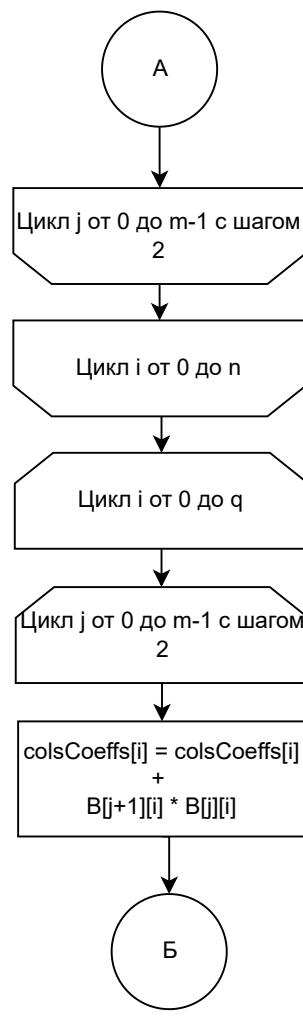 А
Цикл j от 0 до m-1 с шагом
2
Цикл i от 0 до n
Цикл i от 0 до q
Цикл j от 0 до m-1 с шагом
2
colsCoeffs[i] = colsCoeffs[i]
+
B[j+1][i] * B[j][i]
Б